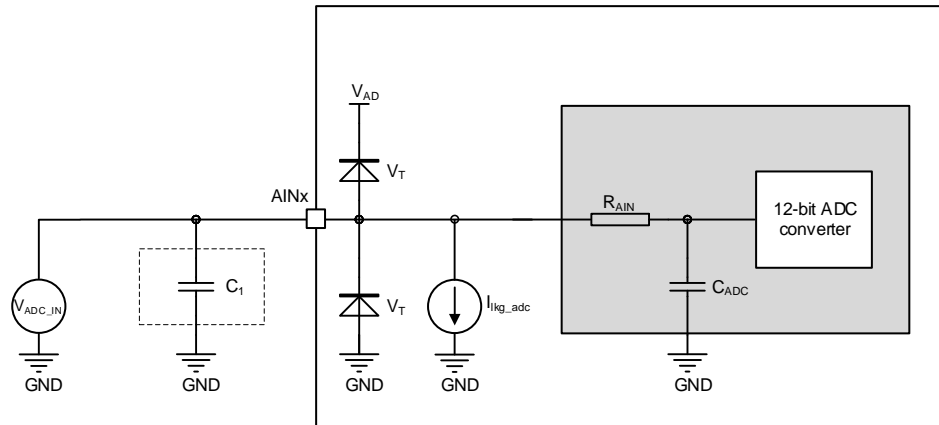 V_AD
V_T
AINx
R_AIN
12-bit ADC
converter
V_ADC_IN
C_1
V_T
I_lkg_adc
C_ADC
GND
GND
GND
GND
GND